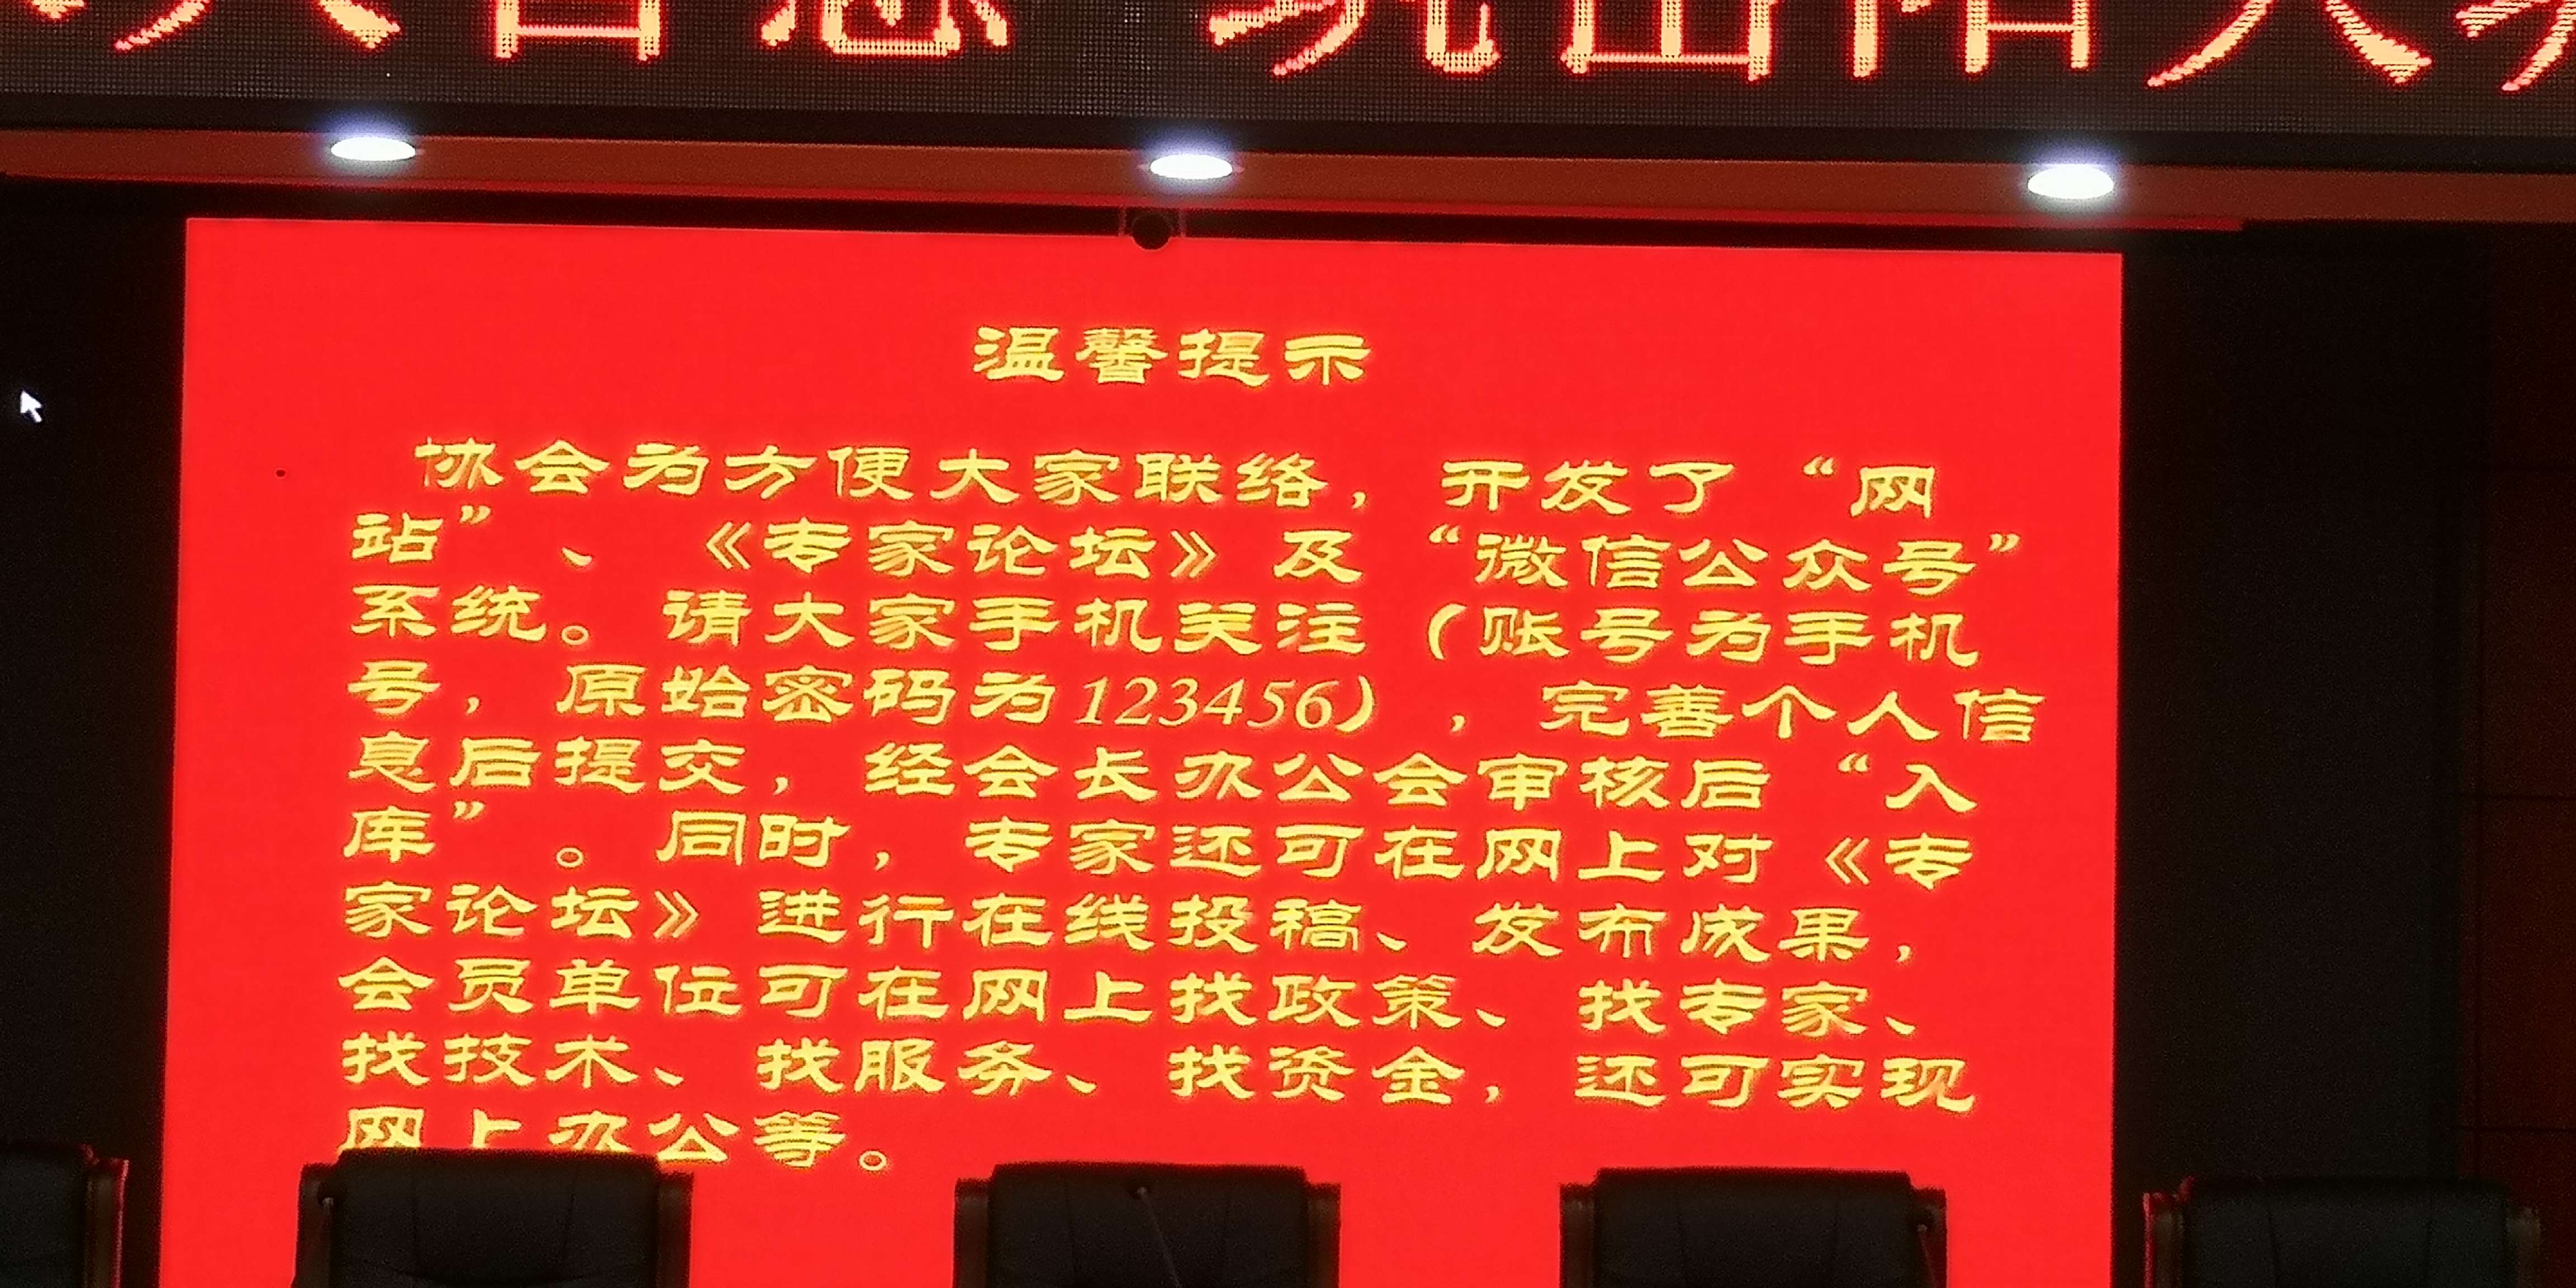 温馨提示
协会为方便大家联络，开发了“网
站”、《专家论坛》及“微信公众号”
系统。请大家手机关注（账号为手机
号，原始密码为123456），完善个人信
息后提交，经会长办公会审核后“入
库”。同时，专家还可在网上对《专
家论坛》进行在线投稿、发布成果，
会员单位可在网上找政策、找专家、
找技术、找服务、找资金，还可实现
网上办公等。